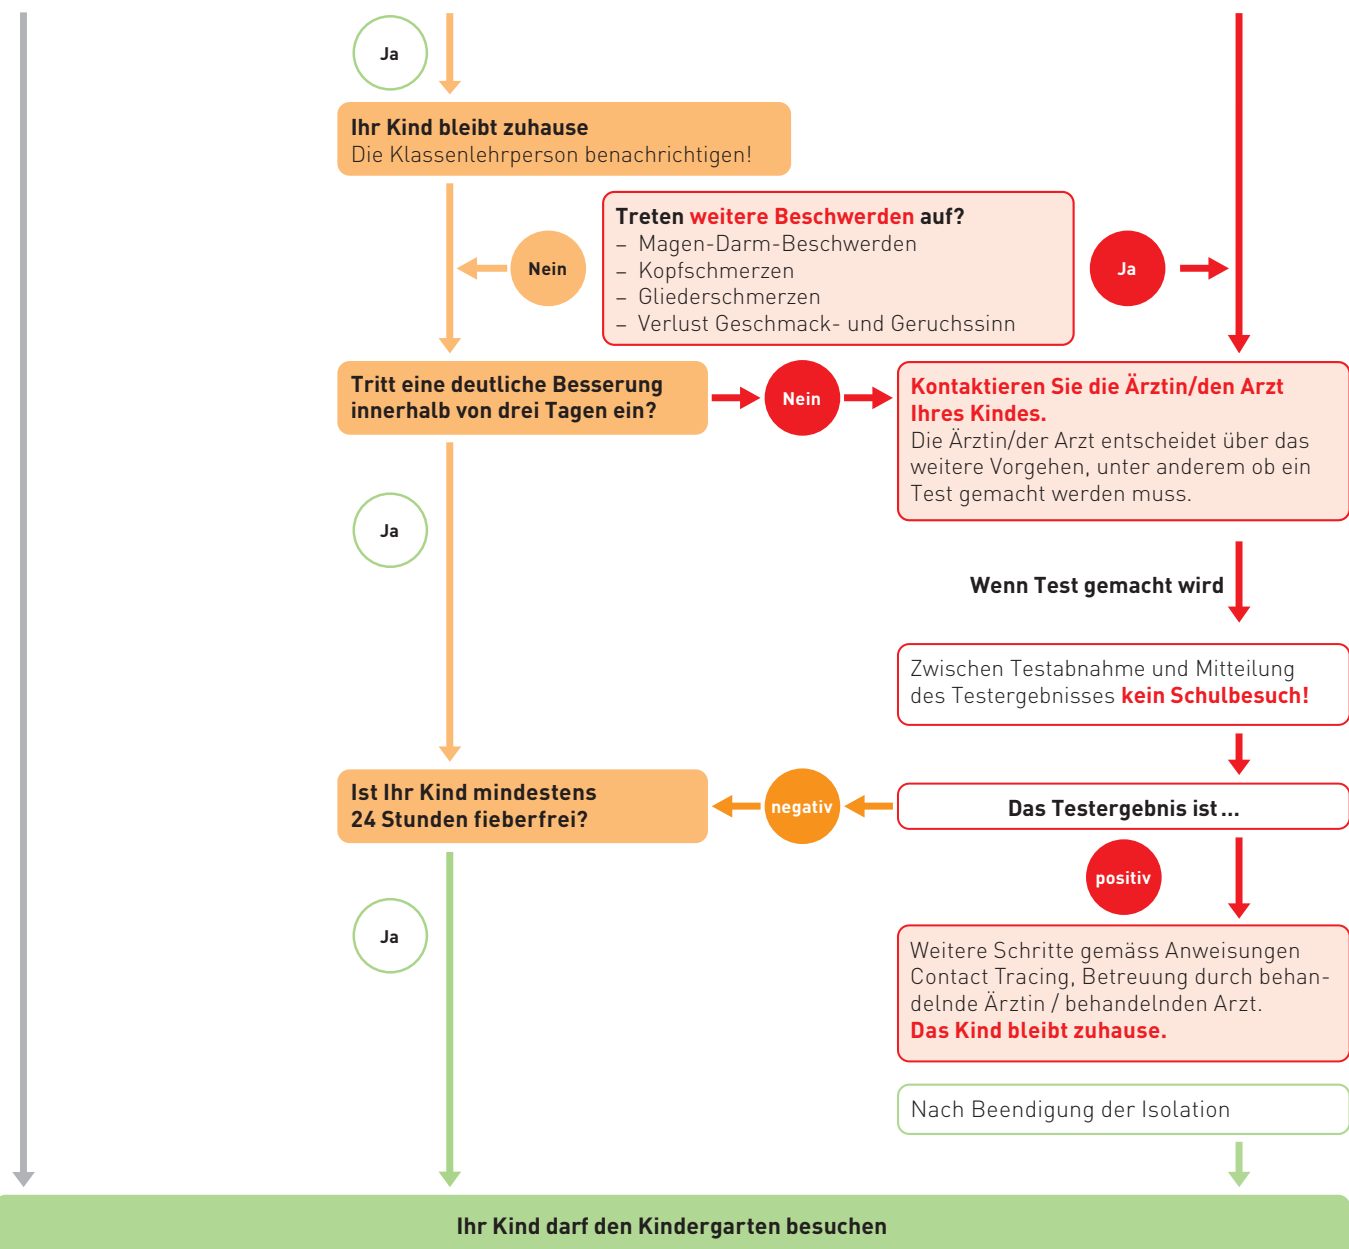 Ja
Ihr Kind bleibt zuhause
Die Klassenlehrperson benachrichtigen!
Treten weitere Beschwerden auf?
– Magen-Darm-Beschwerden
– Kopfschmerzen
– Gliederschmerzen
– Verlust Geschmack- und Geruchssinn
Nein
Ja
Tritt eine deutliche Besserung
innerhalb von drei Tagen ein?
Nein
Kontaktieren Sie die Ärztin/den Arzt
Ihres Kindes.
Die Ärztin/der Arzt entscheidet über das
weitere Vorgehen, unter anderem ob ein
Test gemacht werden muss.
Ja
Wenn Test gemacht wird
Zwischen Testabnahme und Mitteilung
des Testergebnisses kein Schulbesuch!
Ist Ihr Kind mindestens
24 Stunden fieberfrei?
negativ
Das Testergebnis ist ...
positiv
Ja
Weitere Schritte gemäss Anweisungen
Contact Tracing, Betreuung durch behan-
delnde Ärztin / behandelnden Arzt.
Das Kind bleibt zuhause.
Nach Beendigung der Isolation
Ihr Kind darf den Kindergarten besuchen